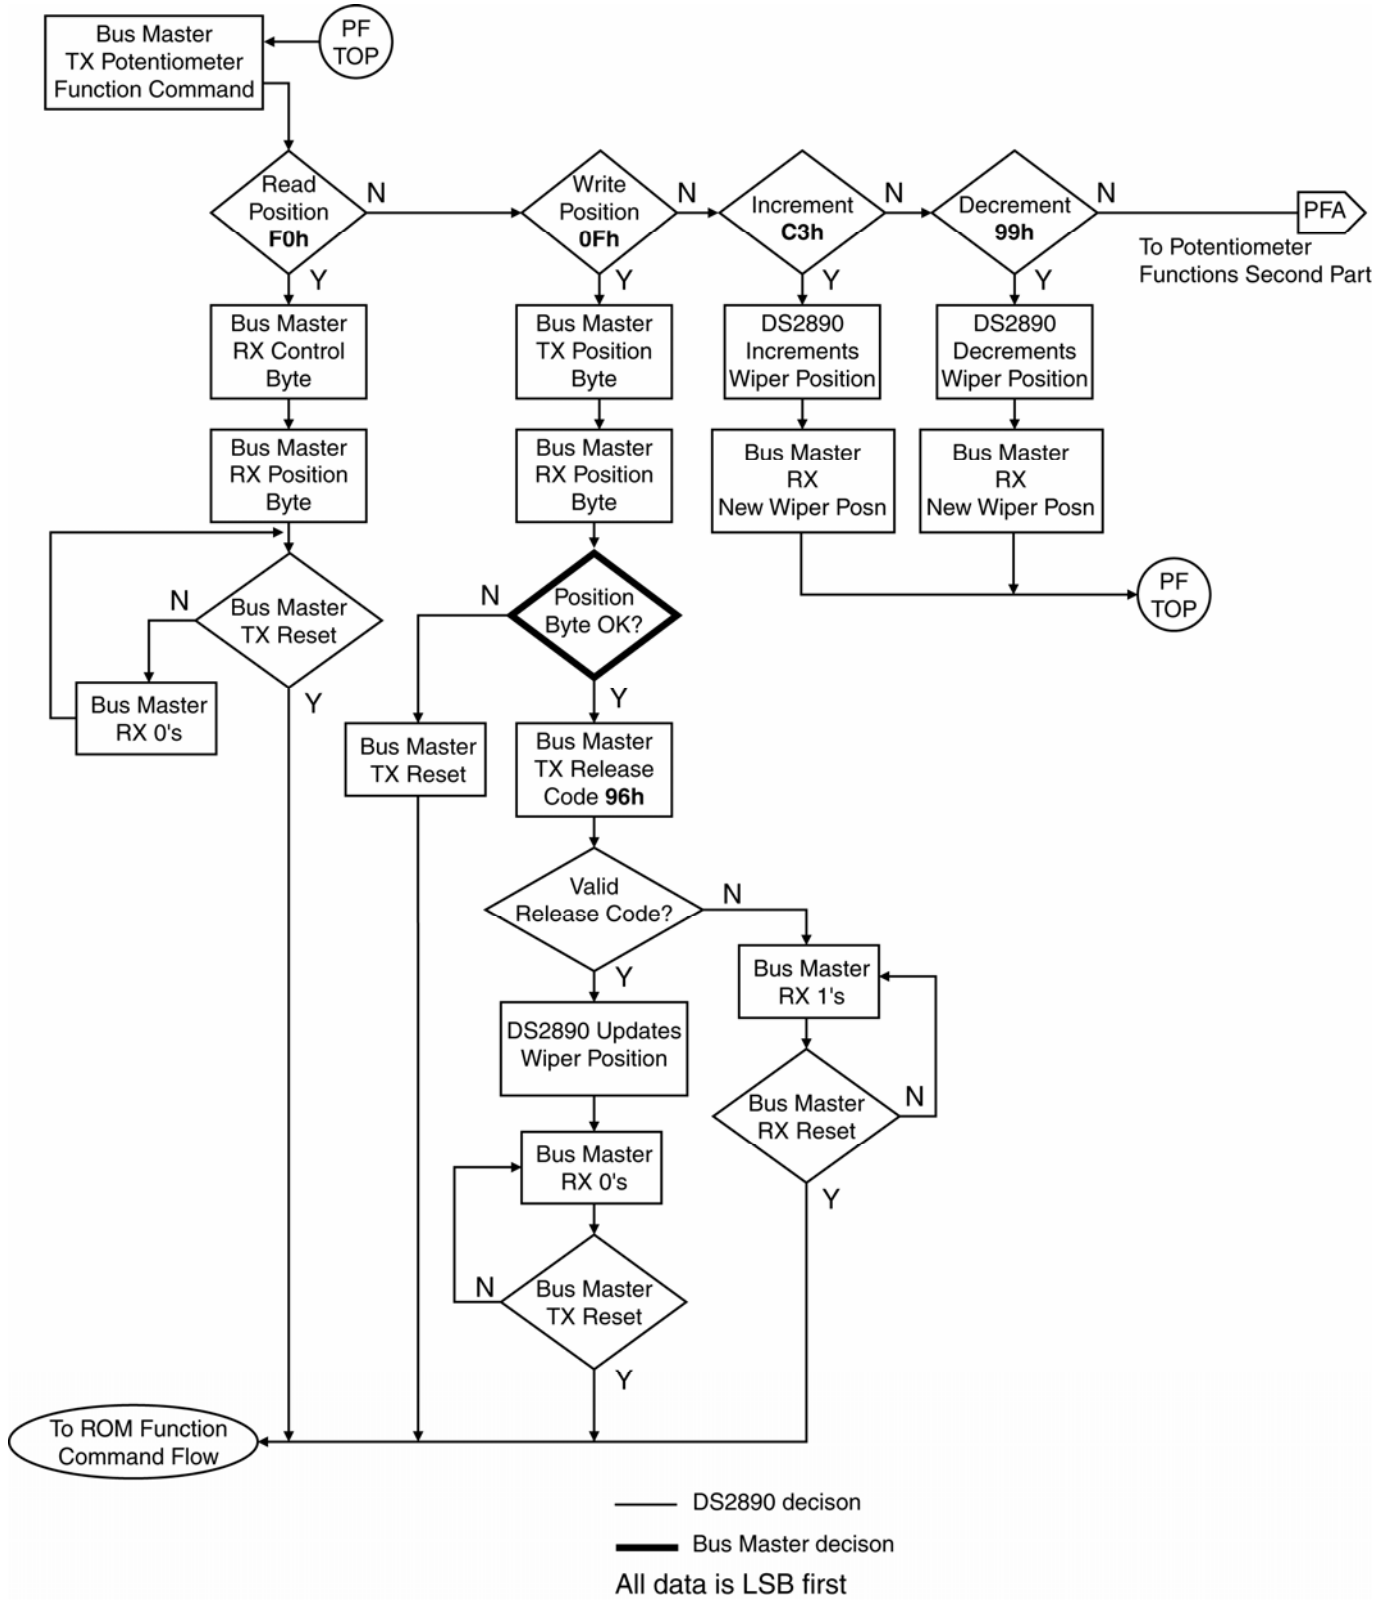 Bus Master
TX Potentiometer
Function Command
PF
TOP
Read
Position
F0h
N
Write
Position
0Fh
N
Increment
C3h
N
Decrement
99h
N
PFA
To Potentiometer
Functions Second Part
Y
Y
Y
Y
Bus Master
RX Control
Byte
Bus Master
TX Position
Byte
DS2890
Increments
Wiper Position
DS2890
Decrements
Wiper Position
Bus Master
RX Position
Byte
Bus Master
RX Position
Byte
Bus Master
RX
New Wiper Posn
Bus Master
RX
New Wiper Posn
PF
TOP
N
Bus Master
TX Reset
Y
Bus Master
RX 0's
N
Position
Byte OK?
Y
Bus Master
TX Reset
Bus Master
TX Release
Code 96h
Valid
Release Code?
N
Y
Bus Master
RX 1's
DS2890 Updates
Wiper Position
Bus Master
RX Reset
N
Y
Bus Master
RX 0's
N
Bus Master
TX Reset
Y
To ROM Function
Command Flow
DS2890 decison
Bus Master decison
All data is LSB first